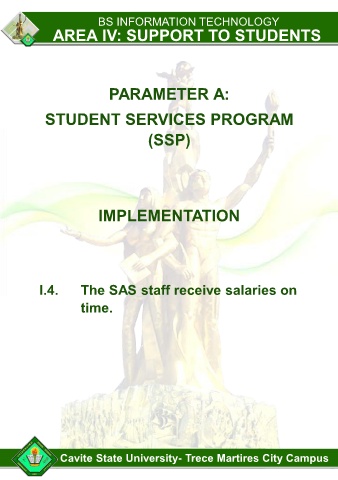 BS INFORMATION TECHNOLOGY
AREA IV: SUPPORT TO STUDENTS
PARAMETER A:
STUDENT SERVICES PROGRAM
(SSP)
IMPLEMENTATION
I.4. The SAS staff receive salaries on
time.
Cavite State University- Trece Martires City Campus